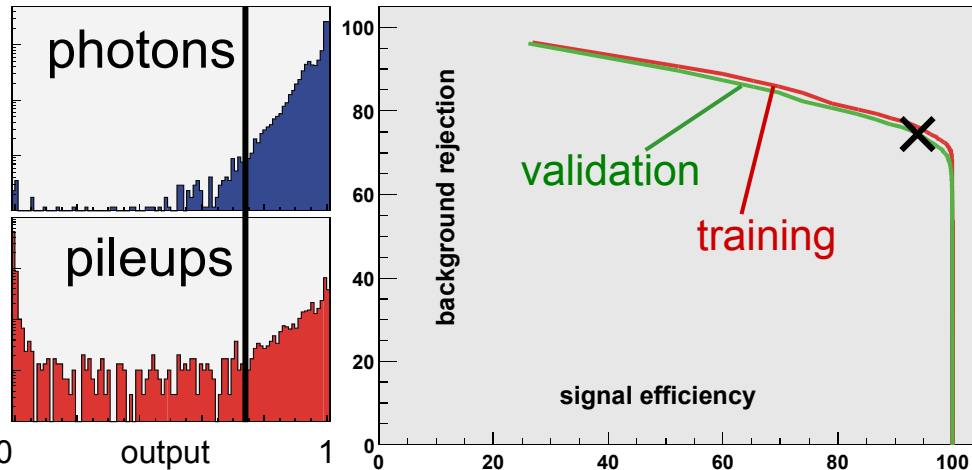 photons
pileups
0 output 1
100
80
60
40
20
0
background rejection
validation
training
signal efficiency
0 20 40 60 80 100